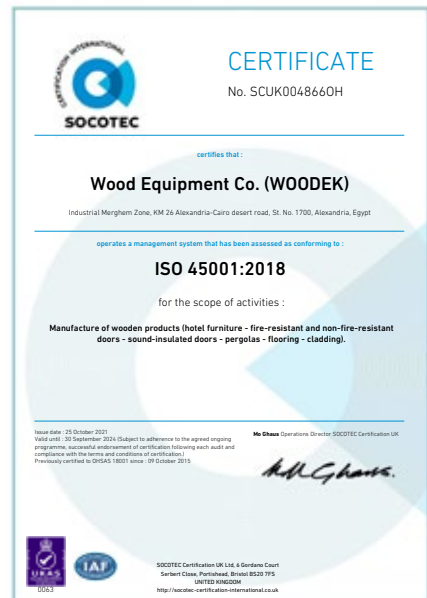 CERTIFICATION INTERNATIONAL
SOCOTEC
CERTIFICATE
No. SCUK004866OH
certifies that :
Wood Equipment Co. (WOODEK)
Industrial Merghem Zone, KM 26 Alexandria-Cairo desert road, St. No. 1700, Alexandria, Egypt
operates a management system that has been assessed as conforming to :
ISO 45001:2018
for the scope of activities :
Manufacture of wooden products (hotel furniture - fire-resistant and non-fire-resistant
doors - sound-insulated doors - pergolas - flooring - cladding).
Issue date : 25 October 2021
Valid until : 30 September 2024 (Subject to adherence to the agreed ongoing
programme, successful endorsement of certification following each audit and
compliance with the terms and conditions of certification.)
Previously certified to OHSAS 18001 since : 09 October 2015
Mo Ghaus Operations Director SOCOTEC Certification UK
UKAS
0063
IAF
SOCOTEC Certification UK Ltd, 6 Gordano Court
Serbert Close, Portishead, Bristol BS20 7FS
UNITED KINGDOM
http://socotec-certification-international.co.uk